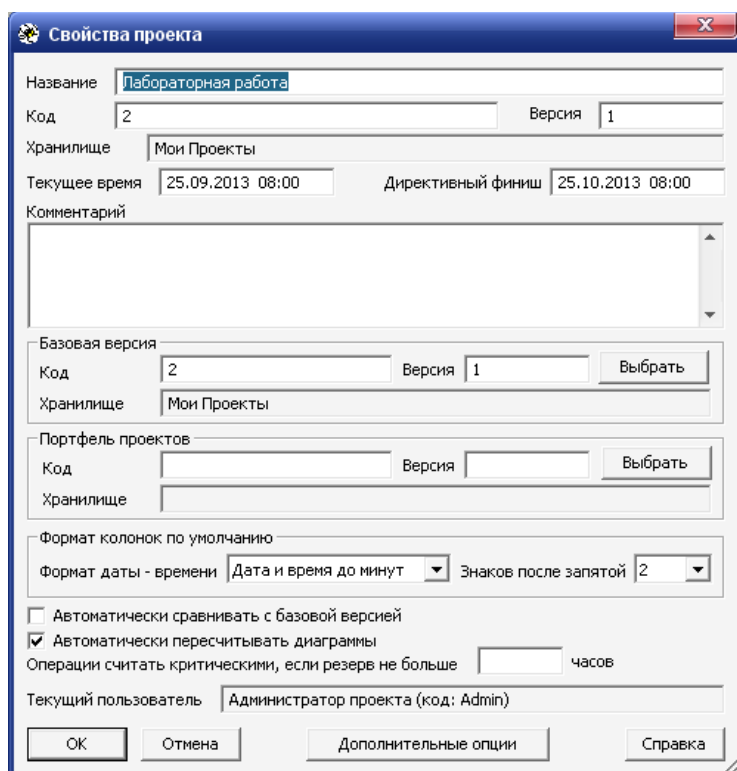 Свойства проекта
Название Лабораторная работа
Код 2 Версия 1
Хранилище Мои Проекты
Текущее время 25.09.2013 08:00 Директивный финиш 25.10.2013 08:00
Комментарий
Базовая версия
Код 2 Версия 1 Выбрать
Хранилище Мои Проекты
Портфель проектов
Код Версия Выбрать
Хранилище
Формат колонок по умолчанию
Формат даты - времени Дата и время до минут Знаков после запятой 2
Автоматически сравнивать с базовой версией
Автоматически пересчитывать диаграммы
Операции считать критическими, если резерв не больше часов
Текущий пользователь Администратор проекта (код: Admin)
ОК Отмена Дополнительные опции Справка